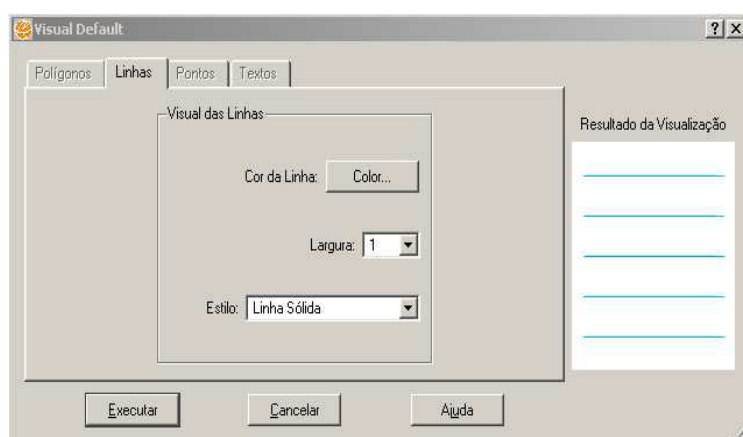 Visual Default
Polígonos Linhas Pontos Textos
Visual das Linhas
Resultado da Visualização
Cor da Linha: Color...
Largura: 1
Estilo: Linha Sólida
Executar Cancelar Ajuda